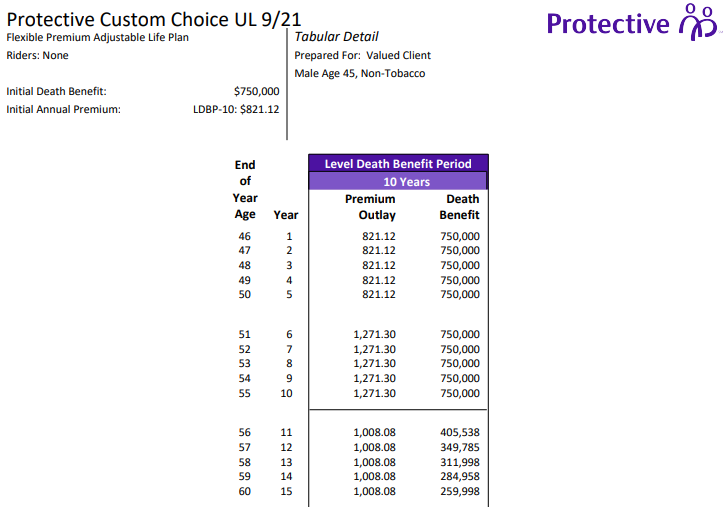 Protective Custom Choice UL 9/21
Flexible Premium Adjustable Life Plan
Riders: None
Initial Death Benefit: $750,000
Initial Annual Premium: LDBP-10: $821.12
Tabular Detail
Prepared For: Valued Client
Male Age 45, Non-Tobacco
Protective
Level Death Benefit Period
10 Years
End of Year Age Year Premium Outlay Death Benefit
46 1 821.12 750,000
47 2 821.12 750,000
48 3 821.12 750,000
49 4 821.12 750,000
50 5 821.12 750,000
51 6 1,271.30 750,000
52 7 1,271.30 750,000
53 8 1,271.30 750,000
54 9 1,271.30 750,000
55 10 1,271.30 750,000
56 11 1,008.08 405,538
57 12 1,008.08 349,785
58 13 1,008.08 311,998
59 14 1,008.08 284,958
60 15 1,008.08 259,998